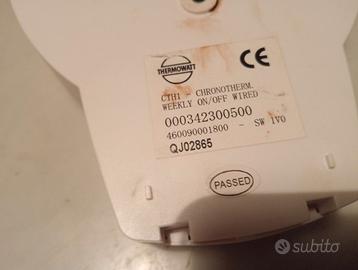 THERMOWATT
CTH1 - CHRONOTHERM.
WEEKLY ON/OFF WIRED
000342300500
460090001800 - SW 1V0
QJ02865
CE
PASSED
subito